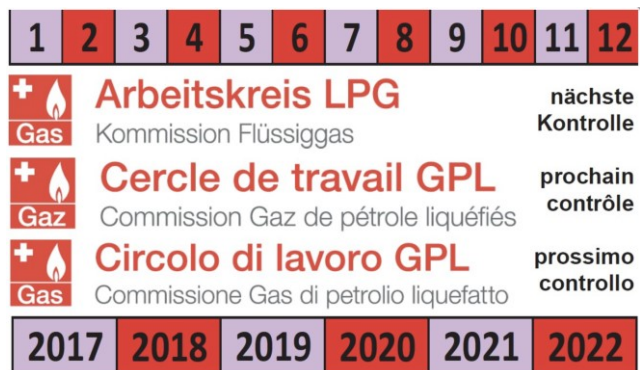 1 2 3 4 5 6 7 8 9 10 11 12
Gas
Arbeitskreis LPG
Kommission Flüssiggas
nächste
Kontrolle
Gaz
Cercle de travail GPL
Commission Gaz de pétrole liquéfiés
prochain
contrôle
Gas
Circolo di lavoro GPL
Commissione Gas di petrolio liquefatto
prossimo
controllo
2017 2018 2019 2020 2021 2022